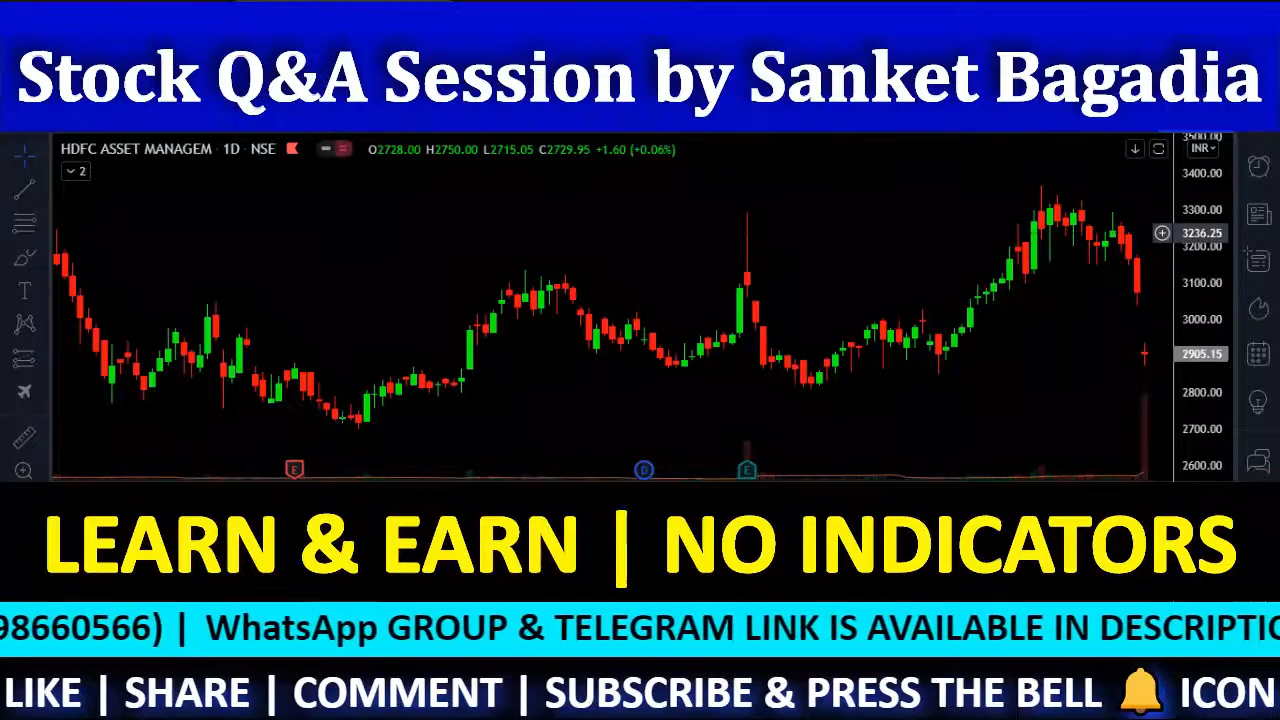 Stock Q&A Session by Sanket Bagadia
HDFC ASSET MANAGEM 1D NSE O2728.00 H2750.00 L2715.05 C2729.95 +1.60 (+0.06%)
INR
2
3500.00
3400.00
3300.00
3236.25
3200.00
3100.00
3000.00
2905.15
2800.00
2700.00
2600.00
E D E
LEARN & EARN | NO INDICATORS
98660566) | WhatsApp GROUP & TELEGRAM LINK IS AVAILABLE IN DESCRIPTIO
LIKE | SHARE | COMMENT | SUBSCRIBE & PRESS THE BELL 🔔 ICON